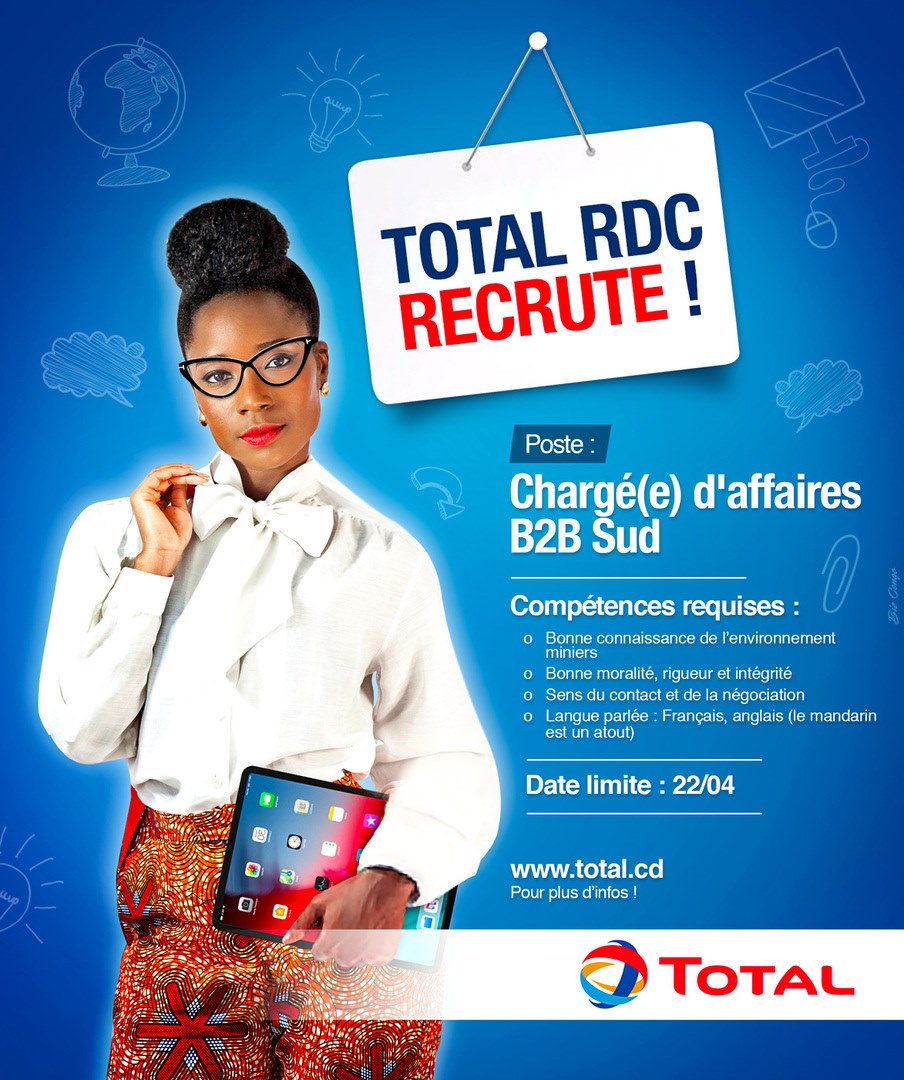 TOTAL RDC
RECRUTE !
Poste :
Chargé(e) d'affaires
B2B Sud
Compétences requises :
o Bonne connaissance de l'environnement
miniers
o Bonne moralité, rigueur et intégrité
o Sens du contact et de la négociation
o Langue parlée : Français, anglais (le mandarin
est un atout)
Date limite : 22/04
www.total.cd
Pour plus d'infos !
TOTAL